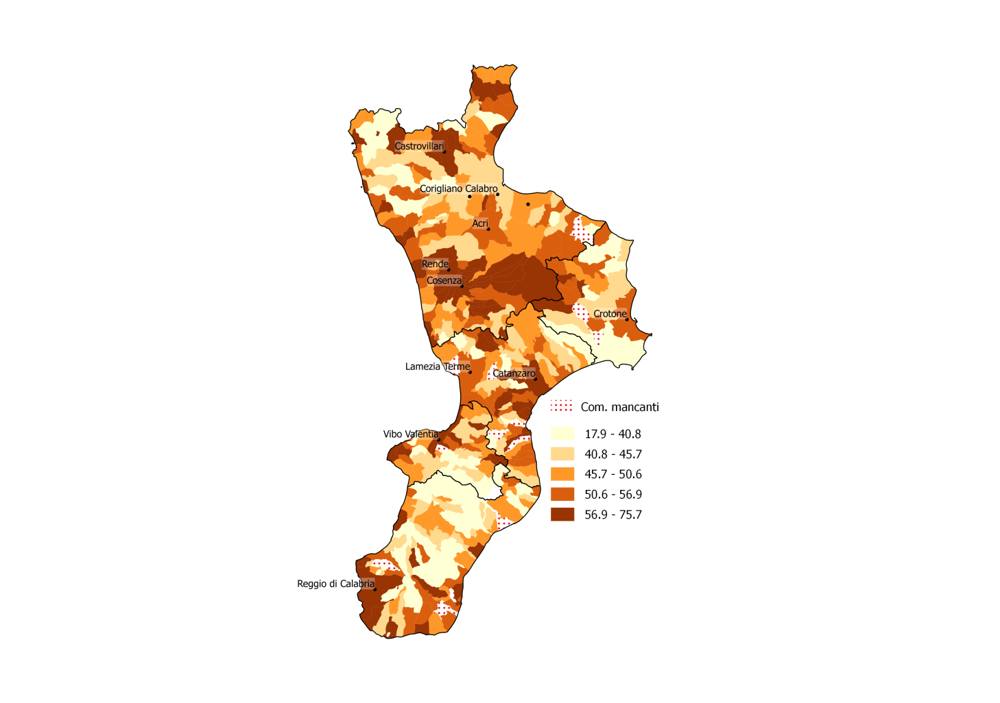 Castrovillari
Corigliano Calabro
Acri
Rende
Cosenza
Crotone
Lamezia Terme
Catanzaro
Vibo Valentia
Reggio di Calabria
Com. mancanti
17.9 - 40.8
40.8 - 45.7
45.7 - 50.6
50.6 - 56.9
56.9 - 75.7